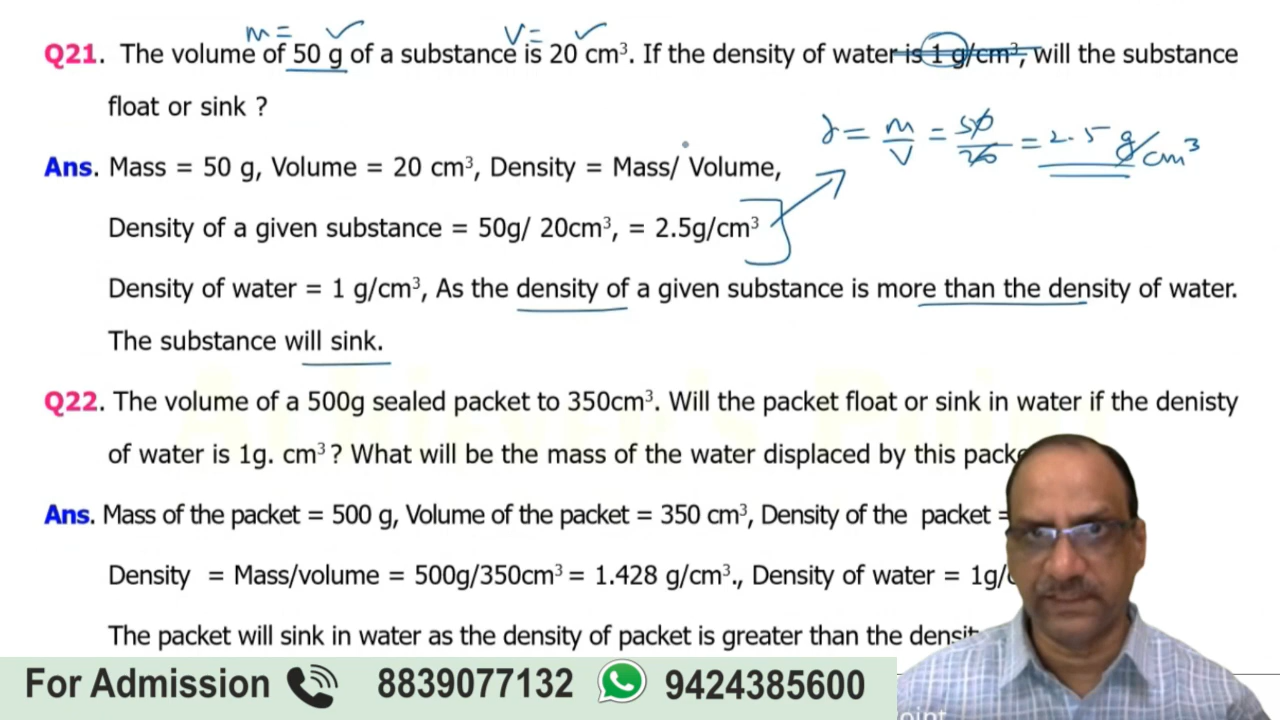 m = ✓ V = ✓
Q21. The volume of 50 g of a substance is 20 cm³. If the density of water is 1 g/cm³, will the substance
float or sink ?
= m/V = 50/20 = 2.5 g/cm³
Ans. Mass = 50 g, Volume = 20 cm³, Density = Mass/ Volume,
Density of a given substance = 50g/ 20cm³, = 2.5g/cm³
Density of water = 1 g/cm³, As the density of a given substance is more than the density of water.
The substance will sink.
Achiever's Point
Q22. The volume of a 500g sealed packet to 350cm³. Will the packet float or sink in water if the denisty
of water is 1g. cm³ ? What will be the mass of the water displaced by this
Ans. Mass of the packet = 500 g, Volume of the packet = 350 cm³, Density of the packet =
Density = Mass/volume = 500g/350cm³ = 1.428 g/cm³., Density of water = 1g/
The packet will sink in water as the density of packet is greater than the
For Admission 8839077132 9424385600